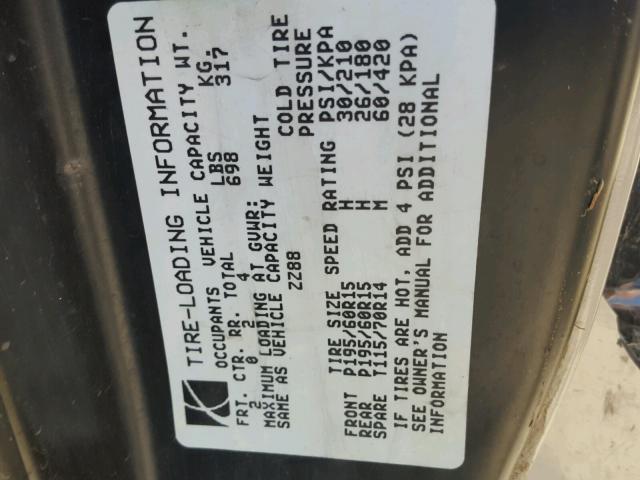 TIRE-LOADING INFORMATION
OCCUPANTS VEHICLE CAPACITY WT.
FRT. CTR. RR. TOTAL LBS KG.
2 0 2 4 698 317
MAXIMUM LOADING AT GVWR:
SAME AS VEHICLE CAPACITY WEIGHT
ZZ88
COLD TIRE
PRESSURE
TIRE SIZE SPEED RATING PSI/KPA
FRONT P195/60R15 H 30/210
REAR P195/60R15 H 26/180
SPARE T115/70R14 M 60/420
IF TIRES ARE HOT, ADD 4 PSI (28 KPA)
SEE OWNER'S MANUAL FOR ADDITIONAL
INFORMATION